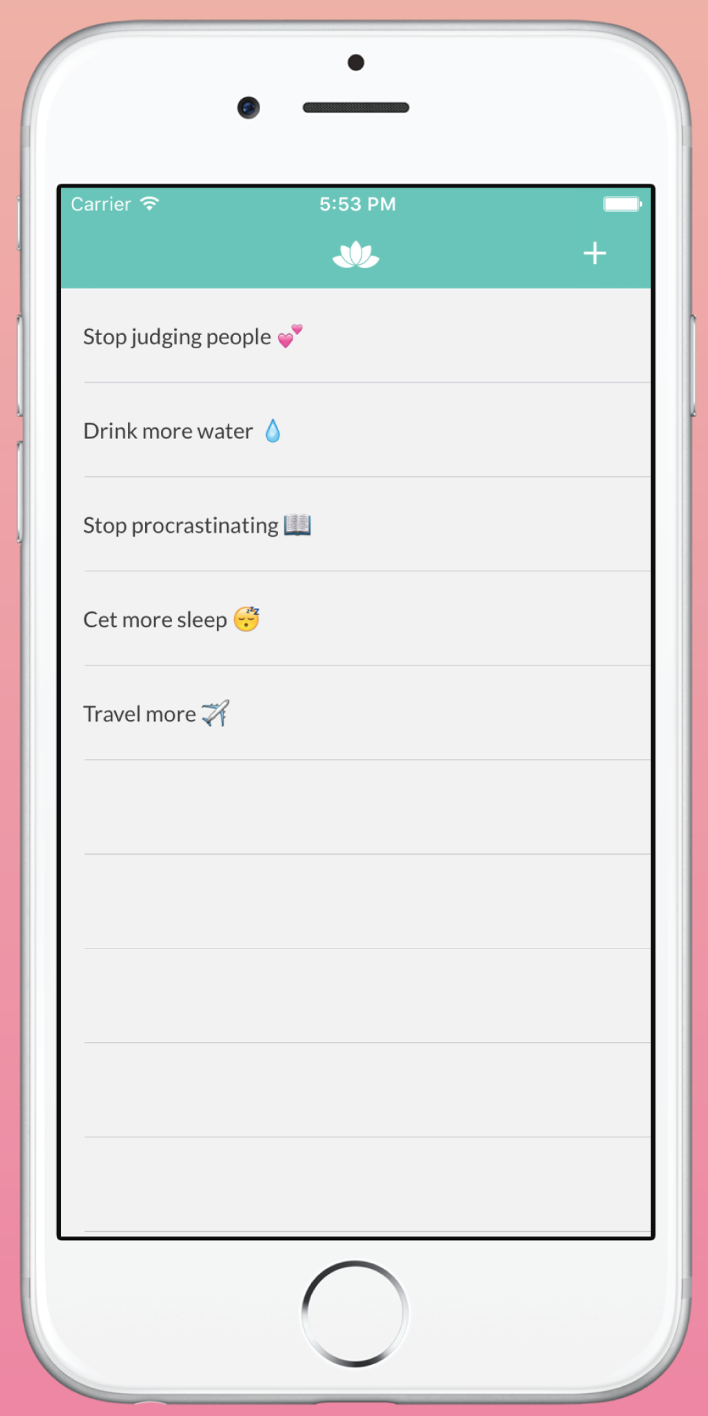 Carrier
5:53 PM
+
Stop judging people 💕
Drink more water 💧
Stop procrastinating 📖
Cet more sleep 😴
Travel more ✈️